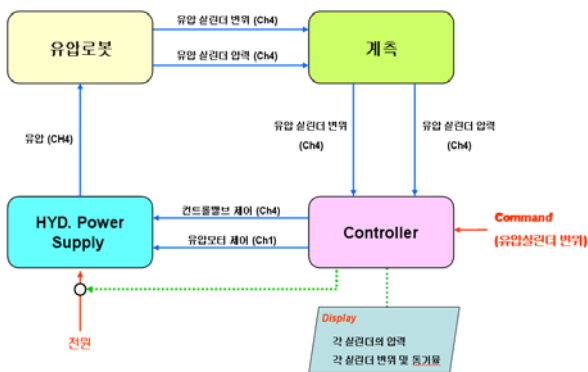 유압 실린더 변위 (Ch4)
유압로봇
계측
유압 실린더 압력 (Ch4)
유압 실린더 변위
(Ch4)
유압 실린더 압력
(Ch4)
유압 (CH4)
컨트롤밸브 제어 (Ch4)
HYD. Power
Supply
Controller
유압모터 제어 (Ch1)
Command
(유압실린더 변위)
전원
Display
각 실린더의 압력
각 실린더 변위 및 동기율